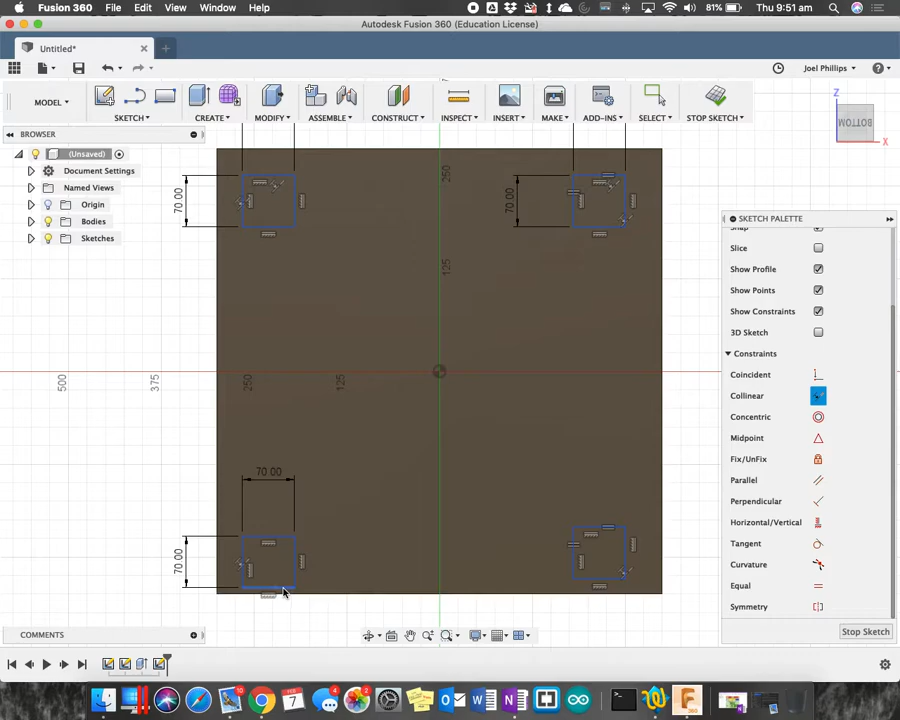 Fusion 360 File Edit View Window Help 81% Thu 9:51 am
Autodesk Fusion 360 (Education License)
Untitled*
Joel Phillips
MODEL
SKETCH CREATE MODIFY ASSEMBLE CONSTRUCT INSPECT INSERT MAKE ADD-INS SELECT STOP SKETCH
BROWSER
(Unsaved)
Document Settings
Named Views
Origin
Bodies
Sketches
Z
BOTTOM
X
70.00
250
70.00
125
500 375 250 125
70.00
70.00
SKETCH PALETTE
Slice
Show Profile
Show Points
Show Constraints
3D Sketch
Constraints
Coincident
Collinear
Concentric
Midpoint
Fix/UnFix
Parallel
Perpendicular
Horizontal/Vertical
Tangent
Curvature
Equal
Symmetry
Stop Sketch
COMMENTS
FEB
7